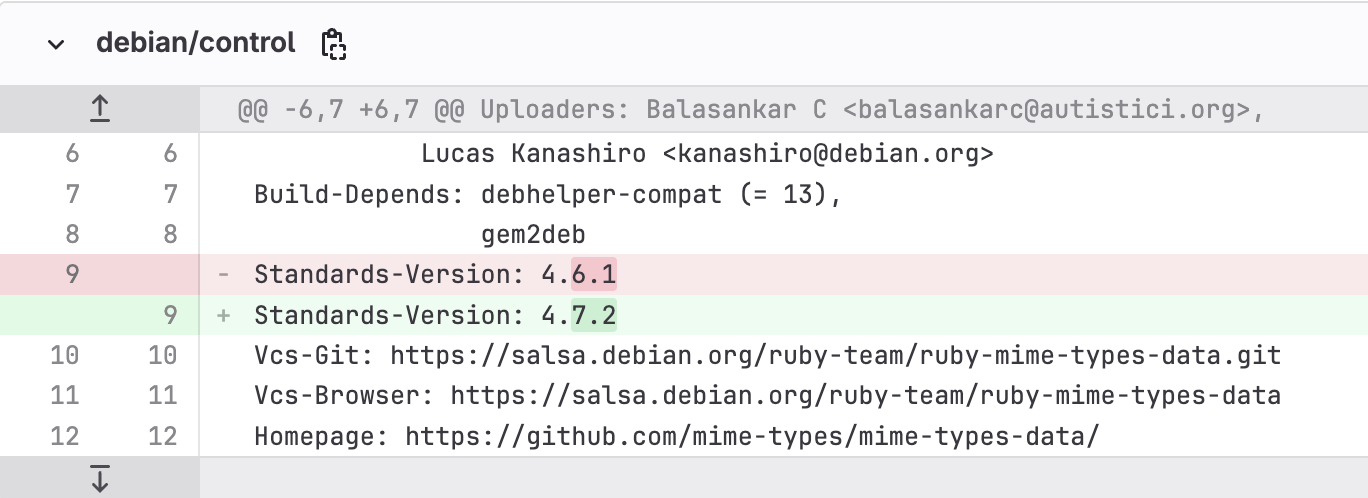 debian/control
@@ -6,7 +6,7 @@ Uploaders: Balasankar C <balasankarc@autistici.org>,
6 6 Lucas Kanashiro <kanashiro@debian.org>
7 7 Build-Depends: debhelper-compat (= 13),
8 8 gem2deb
9 - Standards-Version: 4.6.1
9 + Standards-Version: 4.7.2
10 10 Vcs-Git: https://salsa.debian.org/ruby-team/ruby-mime-types-data.git
11 11 Vcs-Browser: https://salsa.debian.org/ruby-team/ruby-mime-types-data
12 12 Homepage: https://github.com/mime-types/mime-types-data/